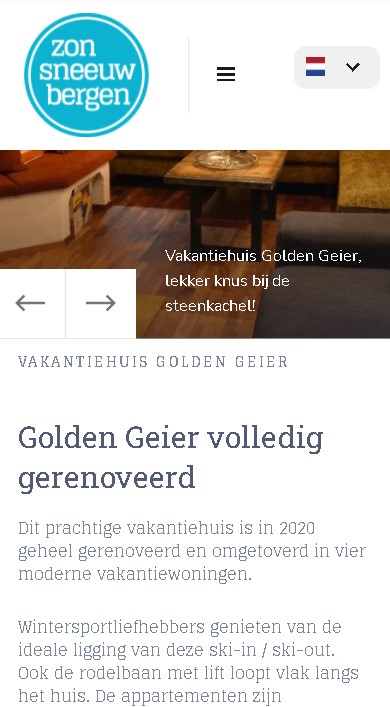 zon
sneeuw
bergen
Vakantiehuis Golden Geier,
lekker knus bij de
steenkachel!
VAKANTIEHUIS GOLDEN GEIER
Golden Geier volledig
gerenoveerd
Dit prachtige vakantiehuis is in 2020
geheel gerenoveerd en omgetoverd in vier
moderne vakantiewoningen.
Wintersportliefhebbers genieten van de
ideale ligging van deze ski-in / ski-out.
Ook de rodelbaan met lift loopt vlak langs
het huis. De appartementen zijn